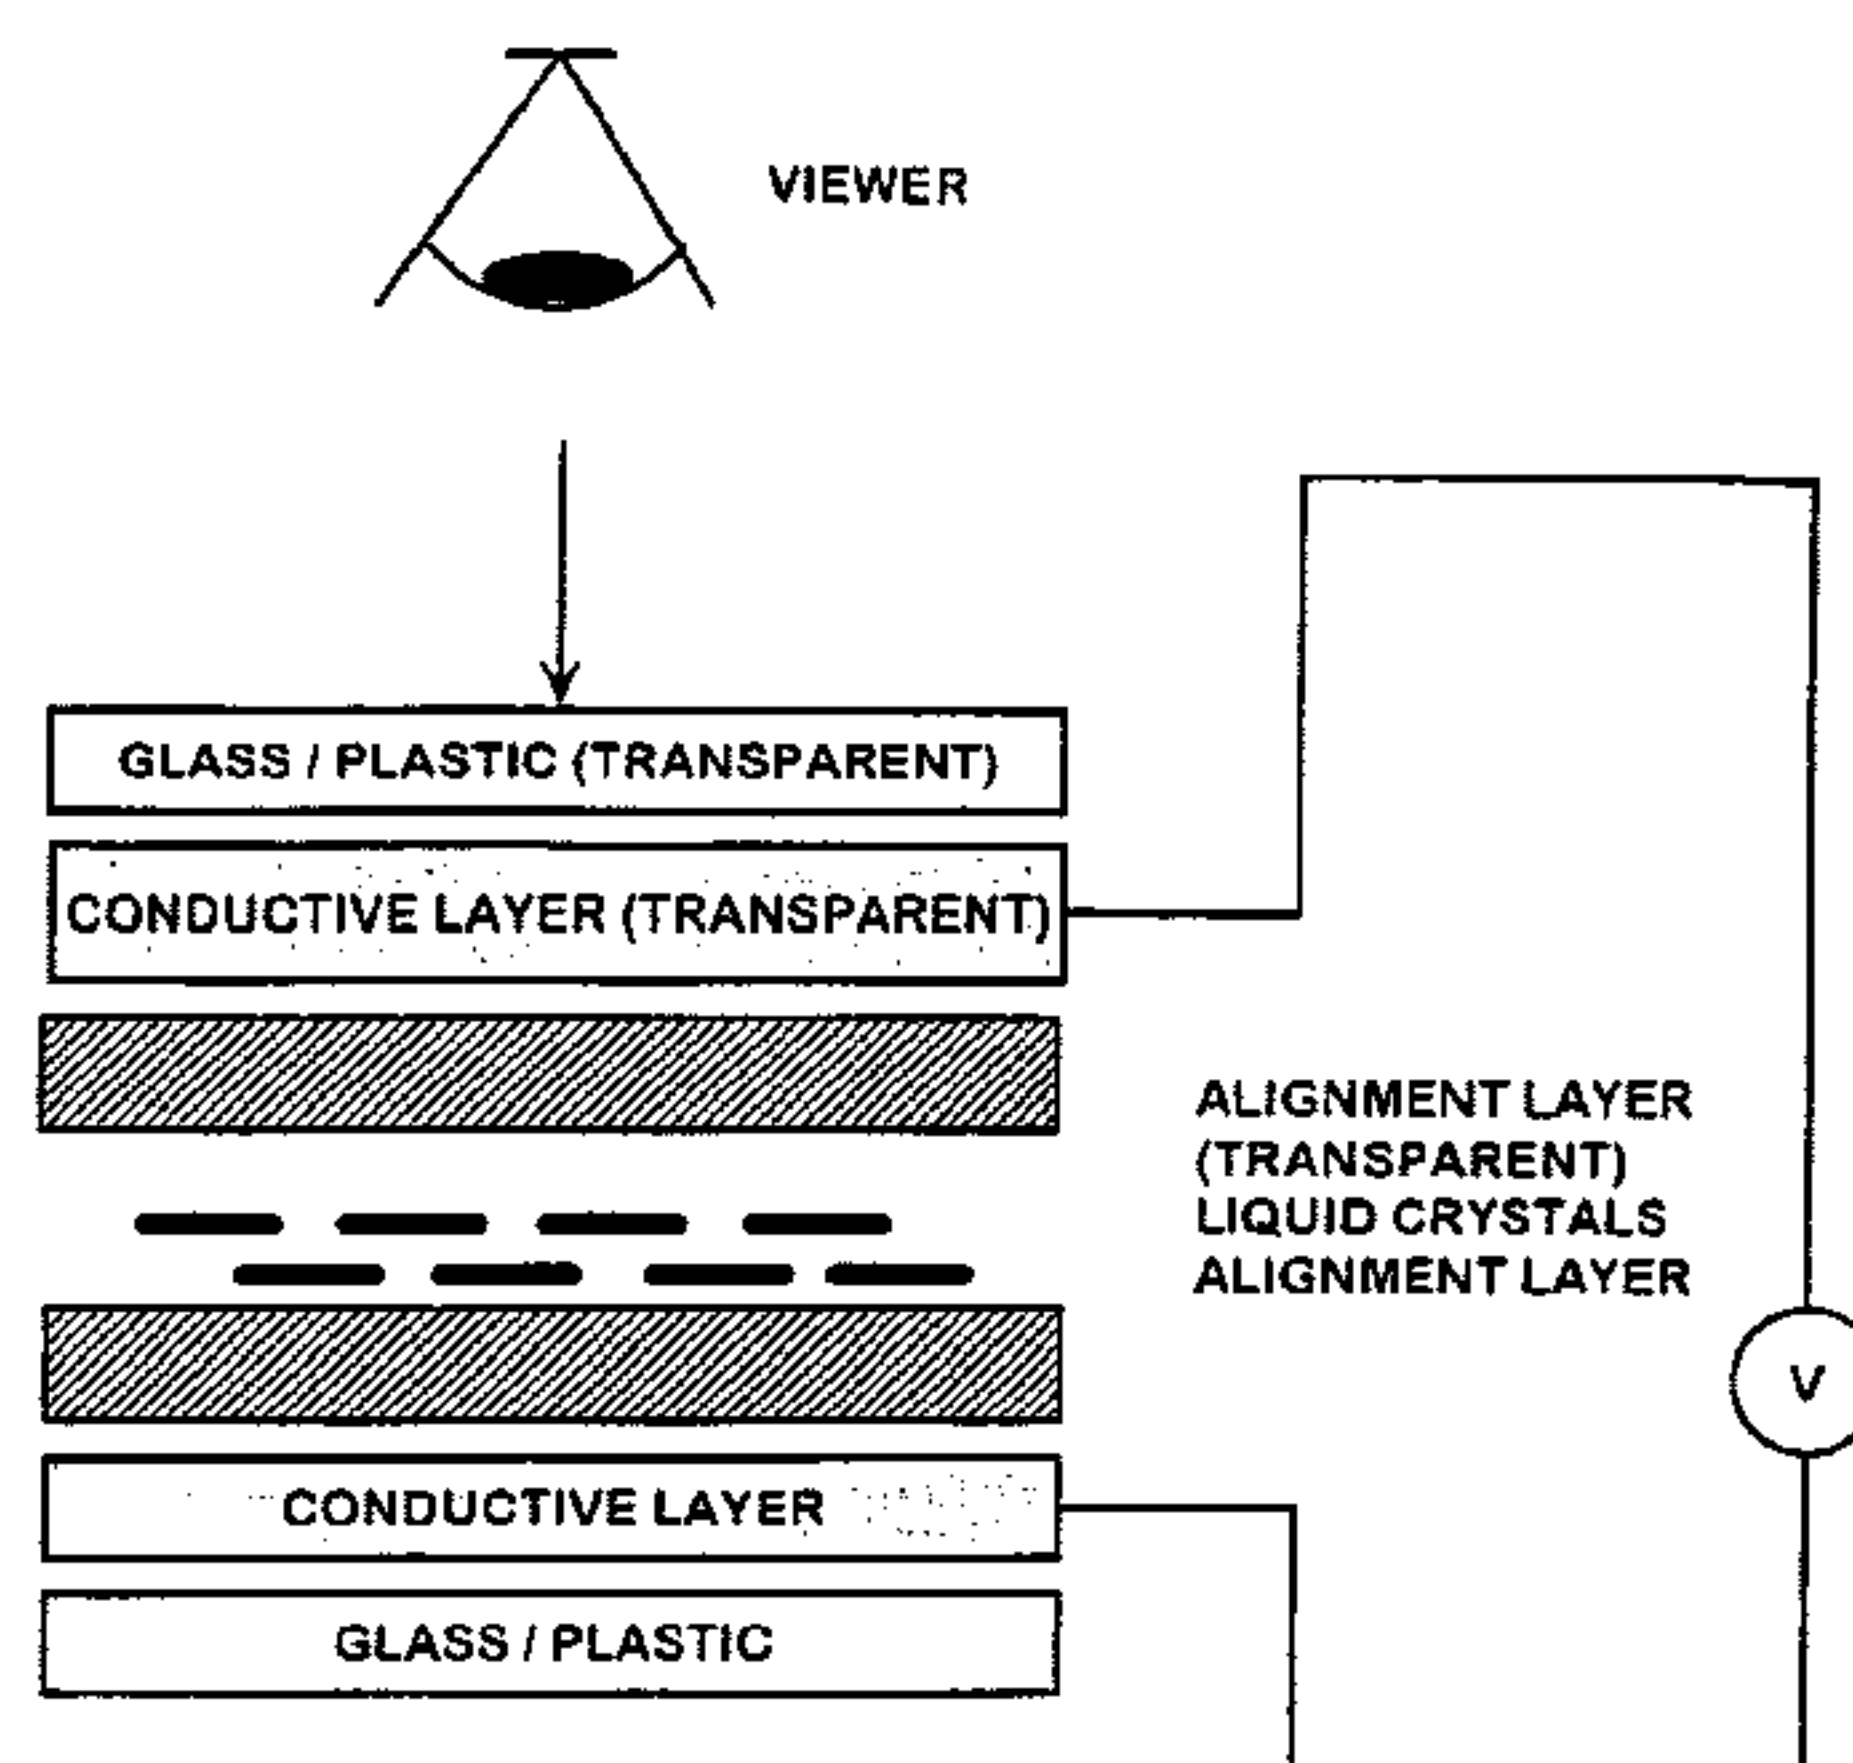 VIEWER
GLASS / PLASTIC (TRANSPARENT)
CONDUCTIVE LAYER (TRANSPARENT)
ALIGNMENT LAYER
(TRANSPARENT)
LIQUID CRYSTALS
ALIGNMENT LAYER
V
CONDUCTIVE LAYER
GLASS / PLASTIC